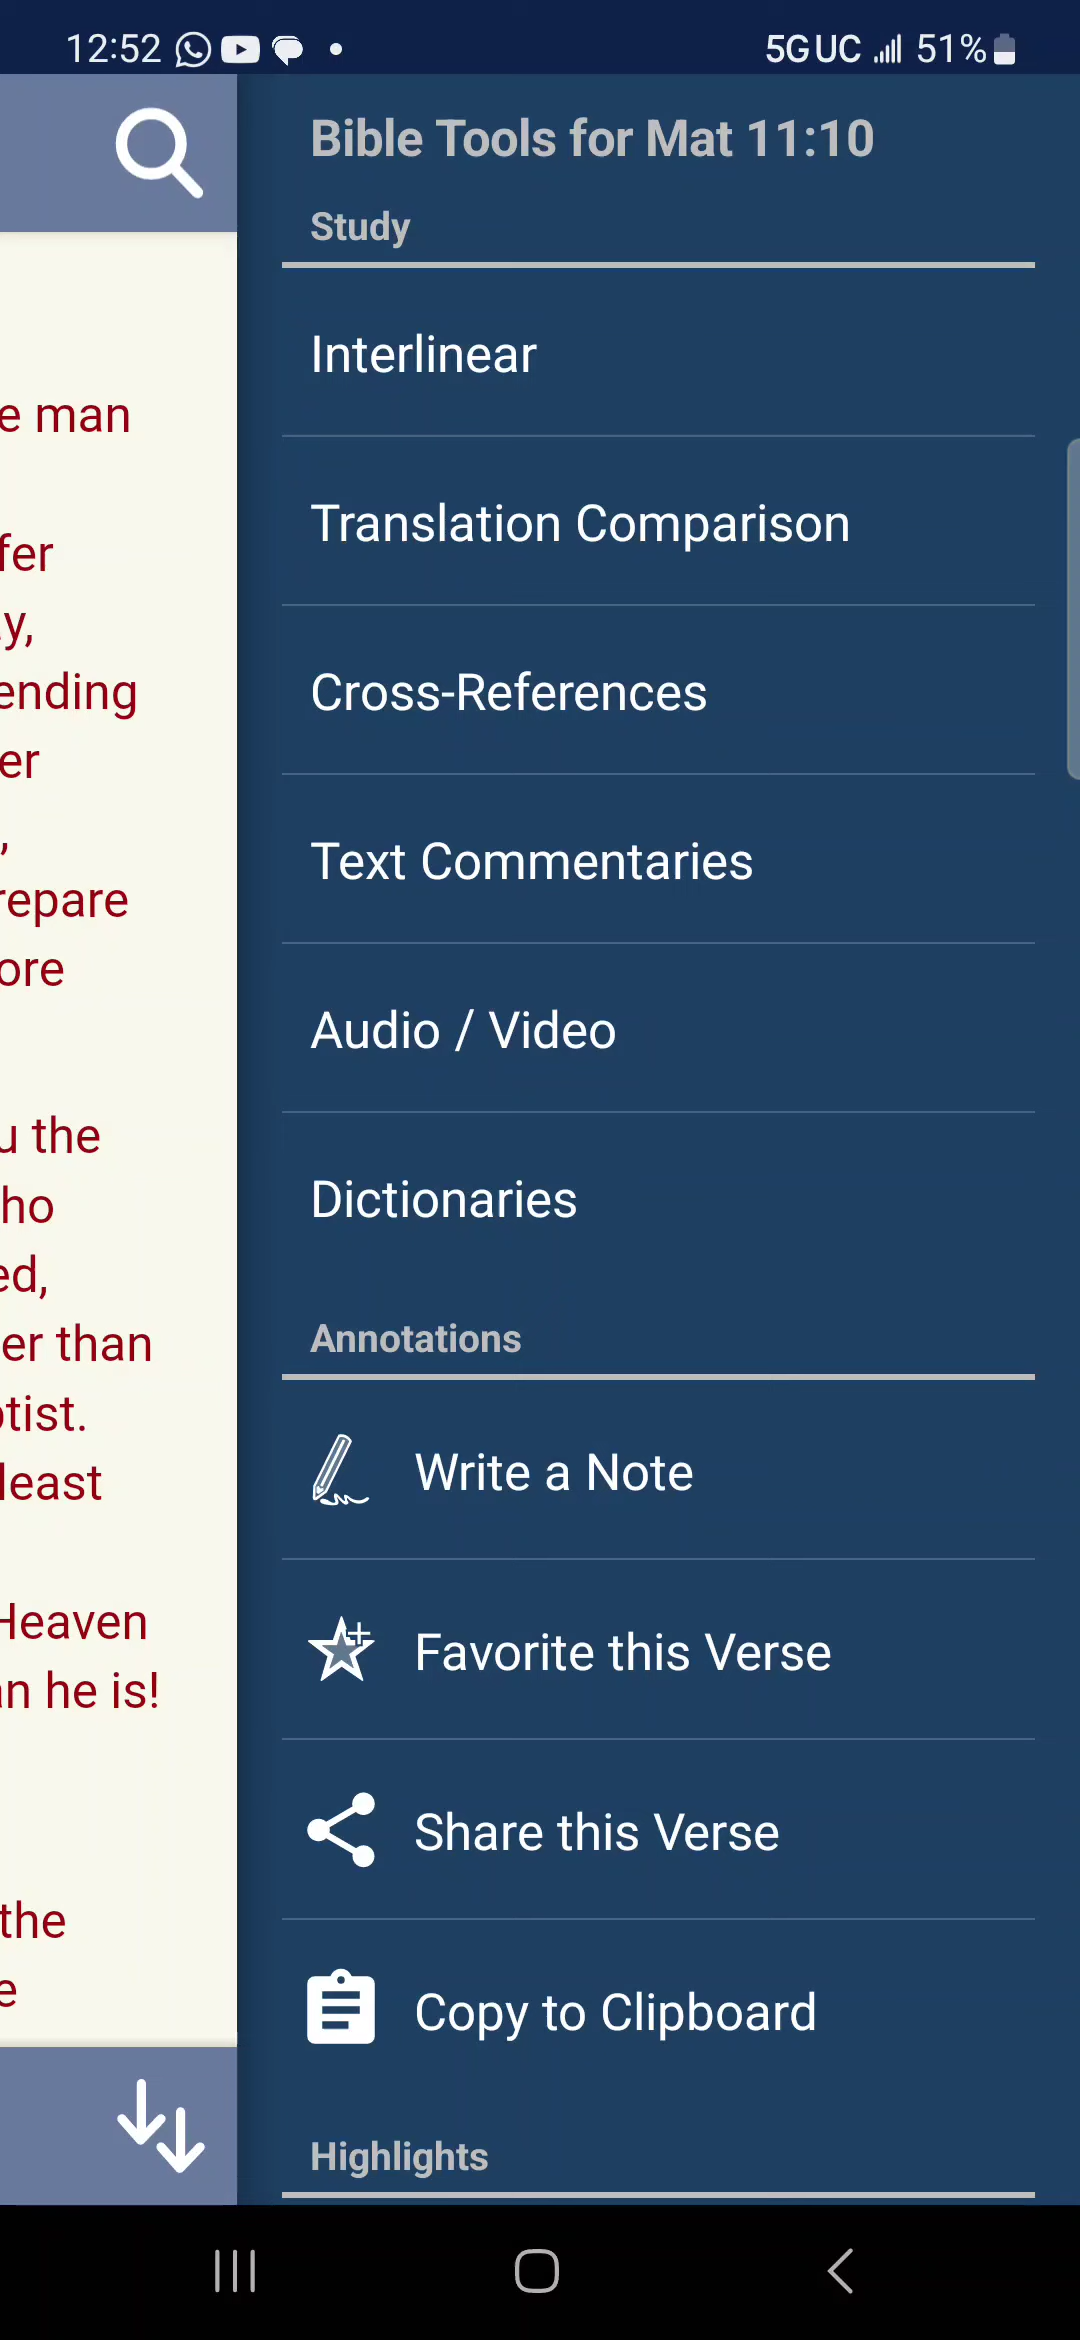 12:52
5G UC 51%
Bible Tools for Mat 11:10
Study
Interlinear
Translation Comparison
Cross-References
Text Commentaries
Audio / Video
Dictionaries
Annotations
Write a Note
Favorite this Verse
Share this Verse
Copy to Clipboard
Highlights
e man
fer
y,
ending
er
,
repare
ore
u the
ho
ed,
er than
tist.
least
Heaven
n he is!
the
e